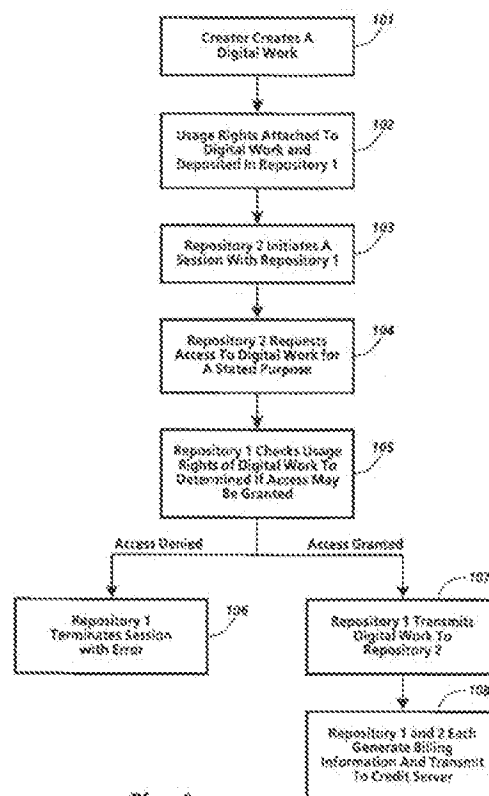 101
Creator Creates A
Digital Work
102
Usage Rights Attached To
Digital Work and
Deposited In Repository 1
103
Repository 2 Initiates A
Session With Repository 1
104
Repository 2 Requests
Access To Digital Work for
A Stated Purpose
105
Repository 1 Checks Usage
Rights of Digital Work To
Determined If Access May
Be Granted
Access Denied
Access Granted
106
Repository 1
Terminates Session
with Error
107
Repository 1 Transmits
Digital Work To
Repository 2
108
Repository 1 and 2 Each
Generate Billing
Information And Transmit
To Credit Server